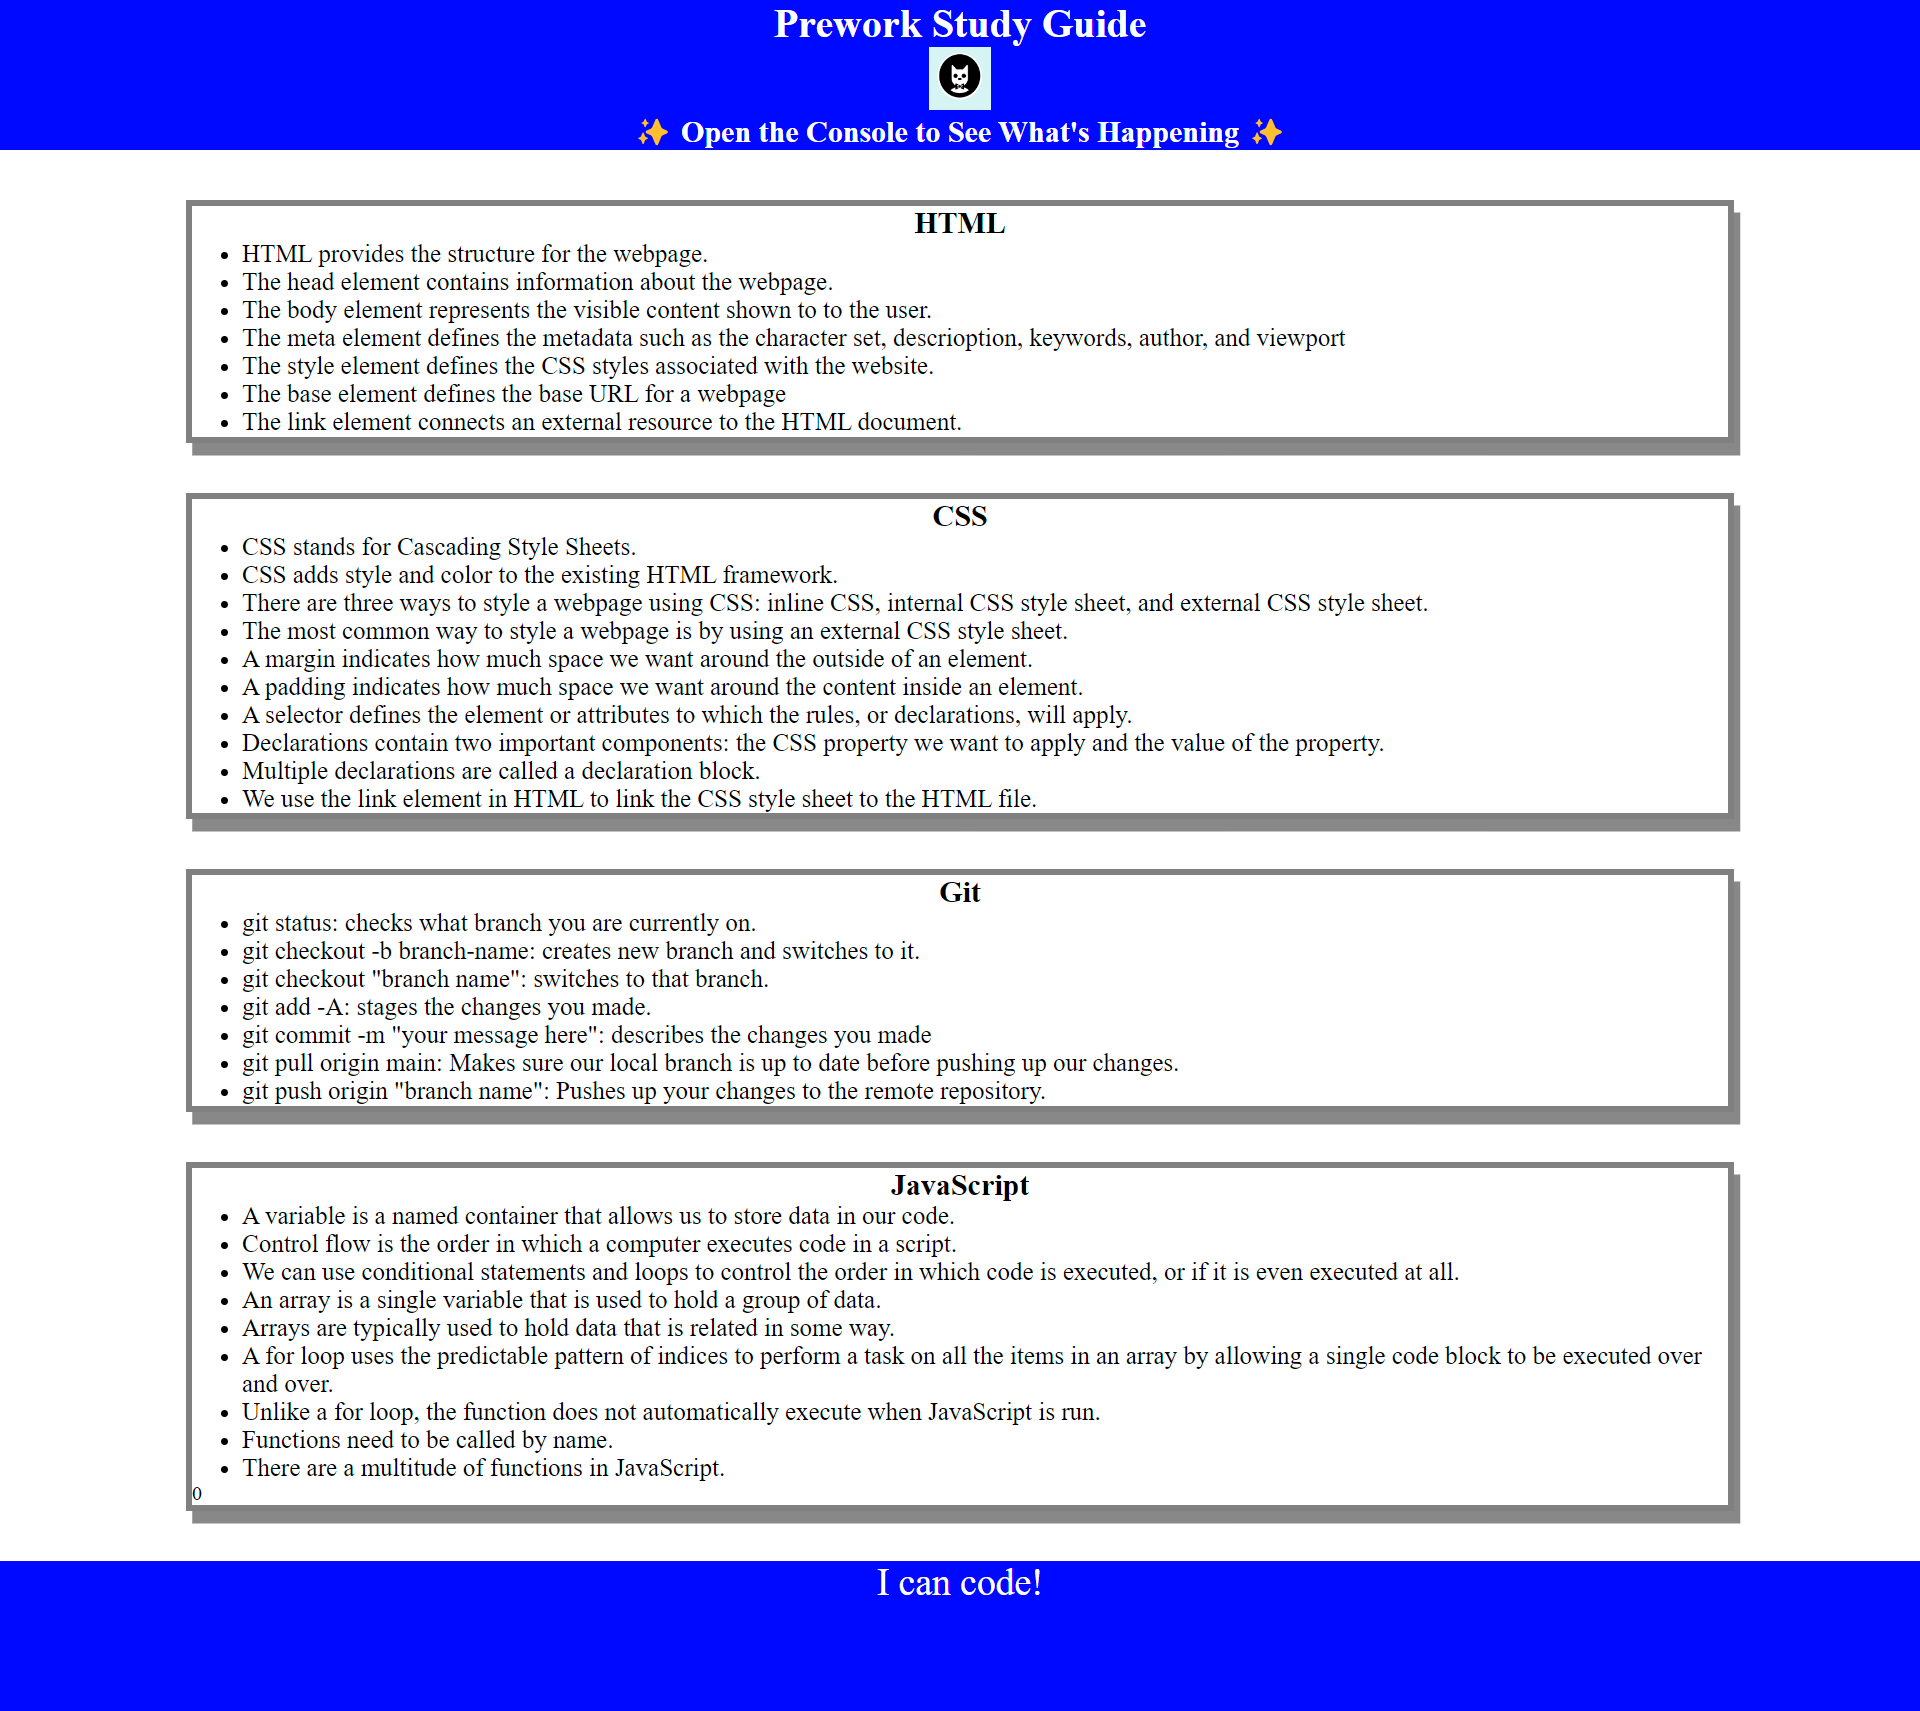 Prework Study Guide
✨ Open the Console to See What's Happening ✨
HTML
• HTML provides the structure for the webpage.
• The head element contains information about the webpage.
• The body element represents the visible content shown to to the user.
• The meta element defines the metadata such as the character set, descrioption, keywords, author, and viewport
• The style element defines the CSS styles associated with the website.
• The base element defines the base URL for a webpage
• The link element connects an external resource to the HTML document.
CSS
• CSS stands for Cascading Style Sheets.
• CSS adds style and color to the existing HTML framework.
• There are three ways to style a webpage using CSS: inline CSS, internal CSS style sheet, and external CSS style sheet.
• The most common way to style a webpage is by using an external CSS style sheet.
• A margin indicates how much space we want around the outside of an element.
• A padding indicates how much space we want around the content inside an element.
• A selector defines the element or attributes to which the rules, or declarations, will apply.
• Declarations contain two important components: the CSS property we want to apply and the value of the property.
• Multiple declarations are called a declaration block.
• We use the link element in HTML to link the CSS style sheet to the HTML file.
Git
• git status: checks what branch you are currently on.
• git checkout -b branch-name: creates new branch and switches to it.
• git checkout "branch name": switches to that branch.
• git add -A: stages the changes you made.
• git commit -m "your message here": describes the changes you made
• git pull origin main: Makes sure our local branch is up to date before pushing up our changes.
• git push origin "branch name": Pushes up your changes to the remote repository.
JavaScript
• A variable is a named container that allows us to store data in our code.
• Control flow is the order in which a computer executes code in a script.
• We can use conditional statements and loops to control the order in which code is executed, or if it is even executed at all.
• An array is a single variable that is used to hold a group of data.
• Arrays are typically used to hold data that is related in some way.
• A for loop uses the predictable pattern of indices to perform a task on all the items in an array by allowing a single code block to be executed over
and over.
• Unlike a for loop, the function does not automatically execute when JavaScript is run.
• Functions need to be called by name.
• There are a multitude of functions in JavaScript.
0
I can code!